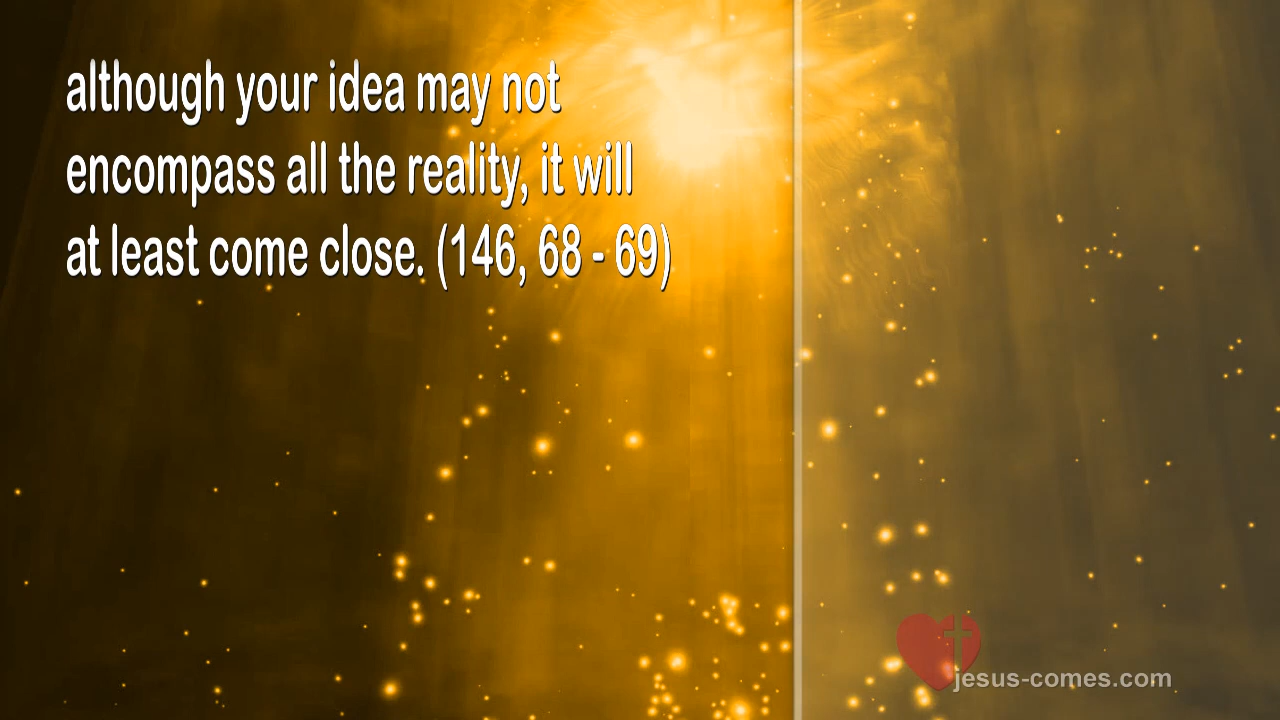 although your idea may not
encompass all the reality, it will
at least come close. (146, 68 - 69)
jesus-comes.com